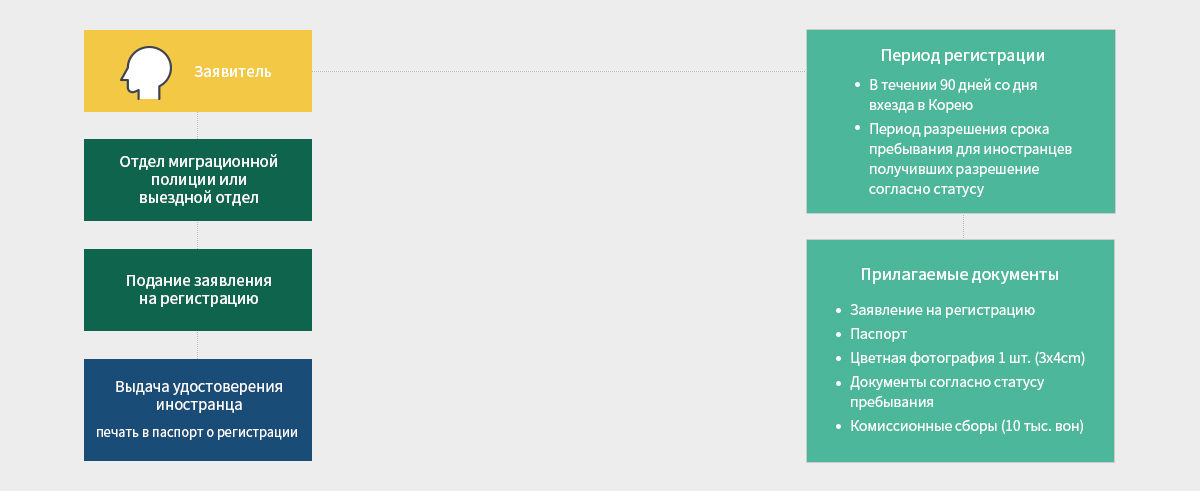 Заявитель
Отдел миграционной
полиции или
выездной отдел
Подание заявления
на регистрацию
Выдача удостоверения
иностранца
печать в паспорт о регистрации
Период регистрации
• В течении 90 дней со дня
вхезда в Корею
• Период разрешения срока
пребывания для иностранцев
получивших разрешение
согласно статусу
Прилагаемые документы
• Заявление на регистрацию
• Паспорт
• Цветная фотография 1 шт. (3x4cm)
• Документы согласно статусу
пребывания
• Комиссионные сборы (10 тыс. вон)